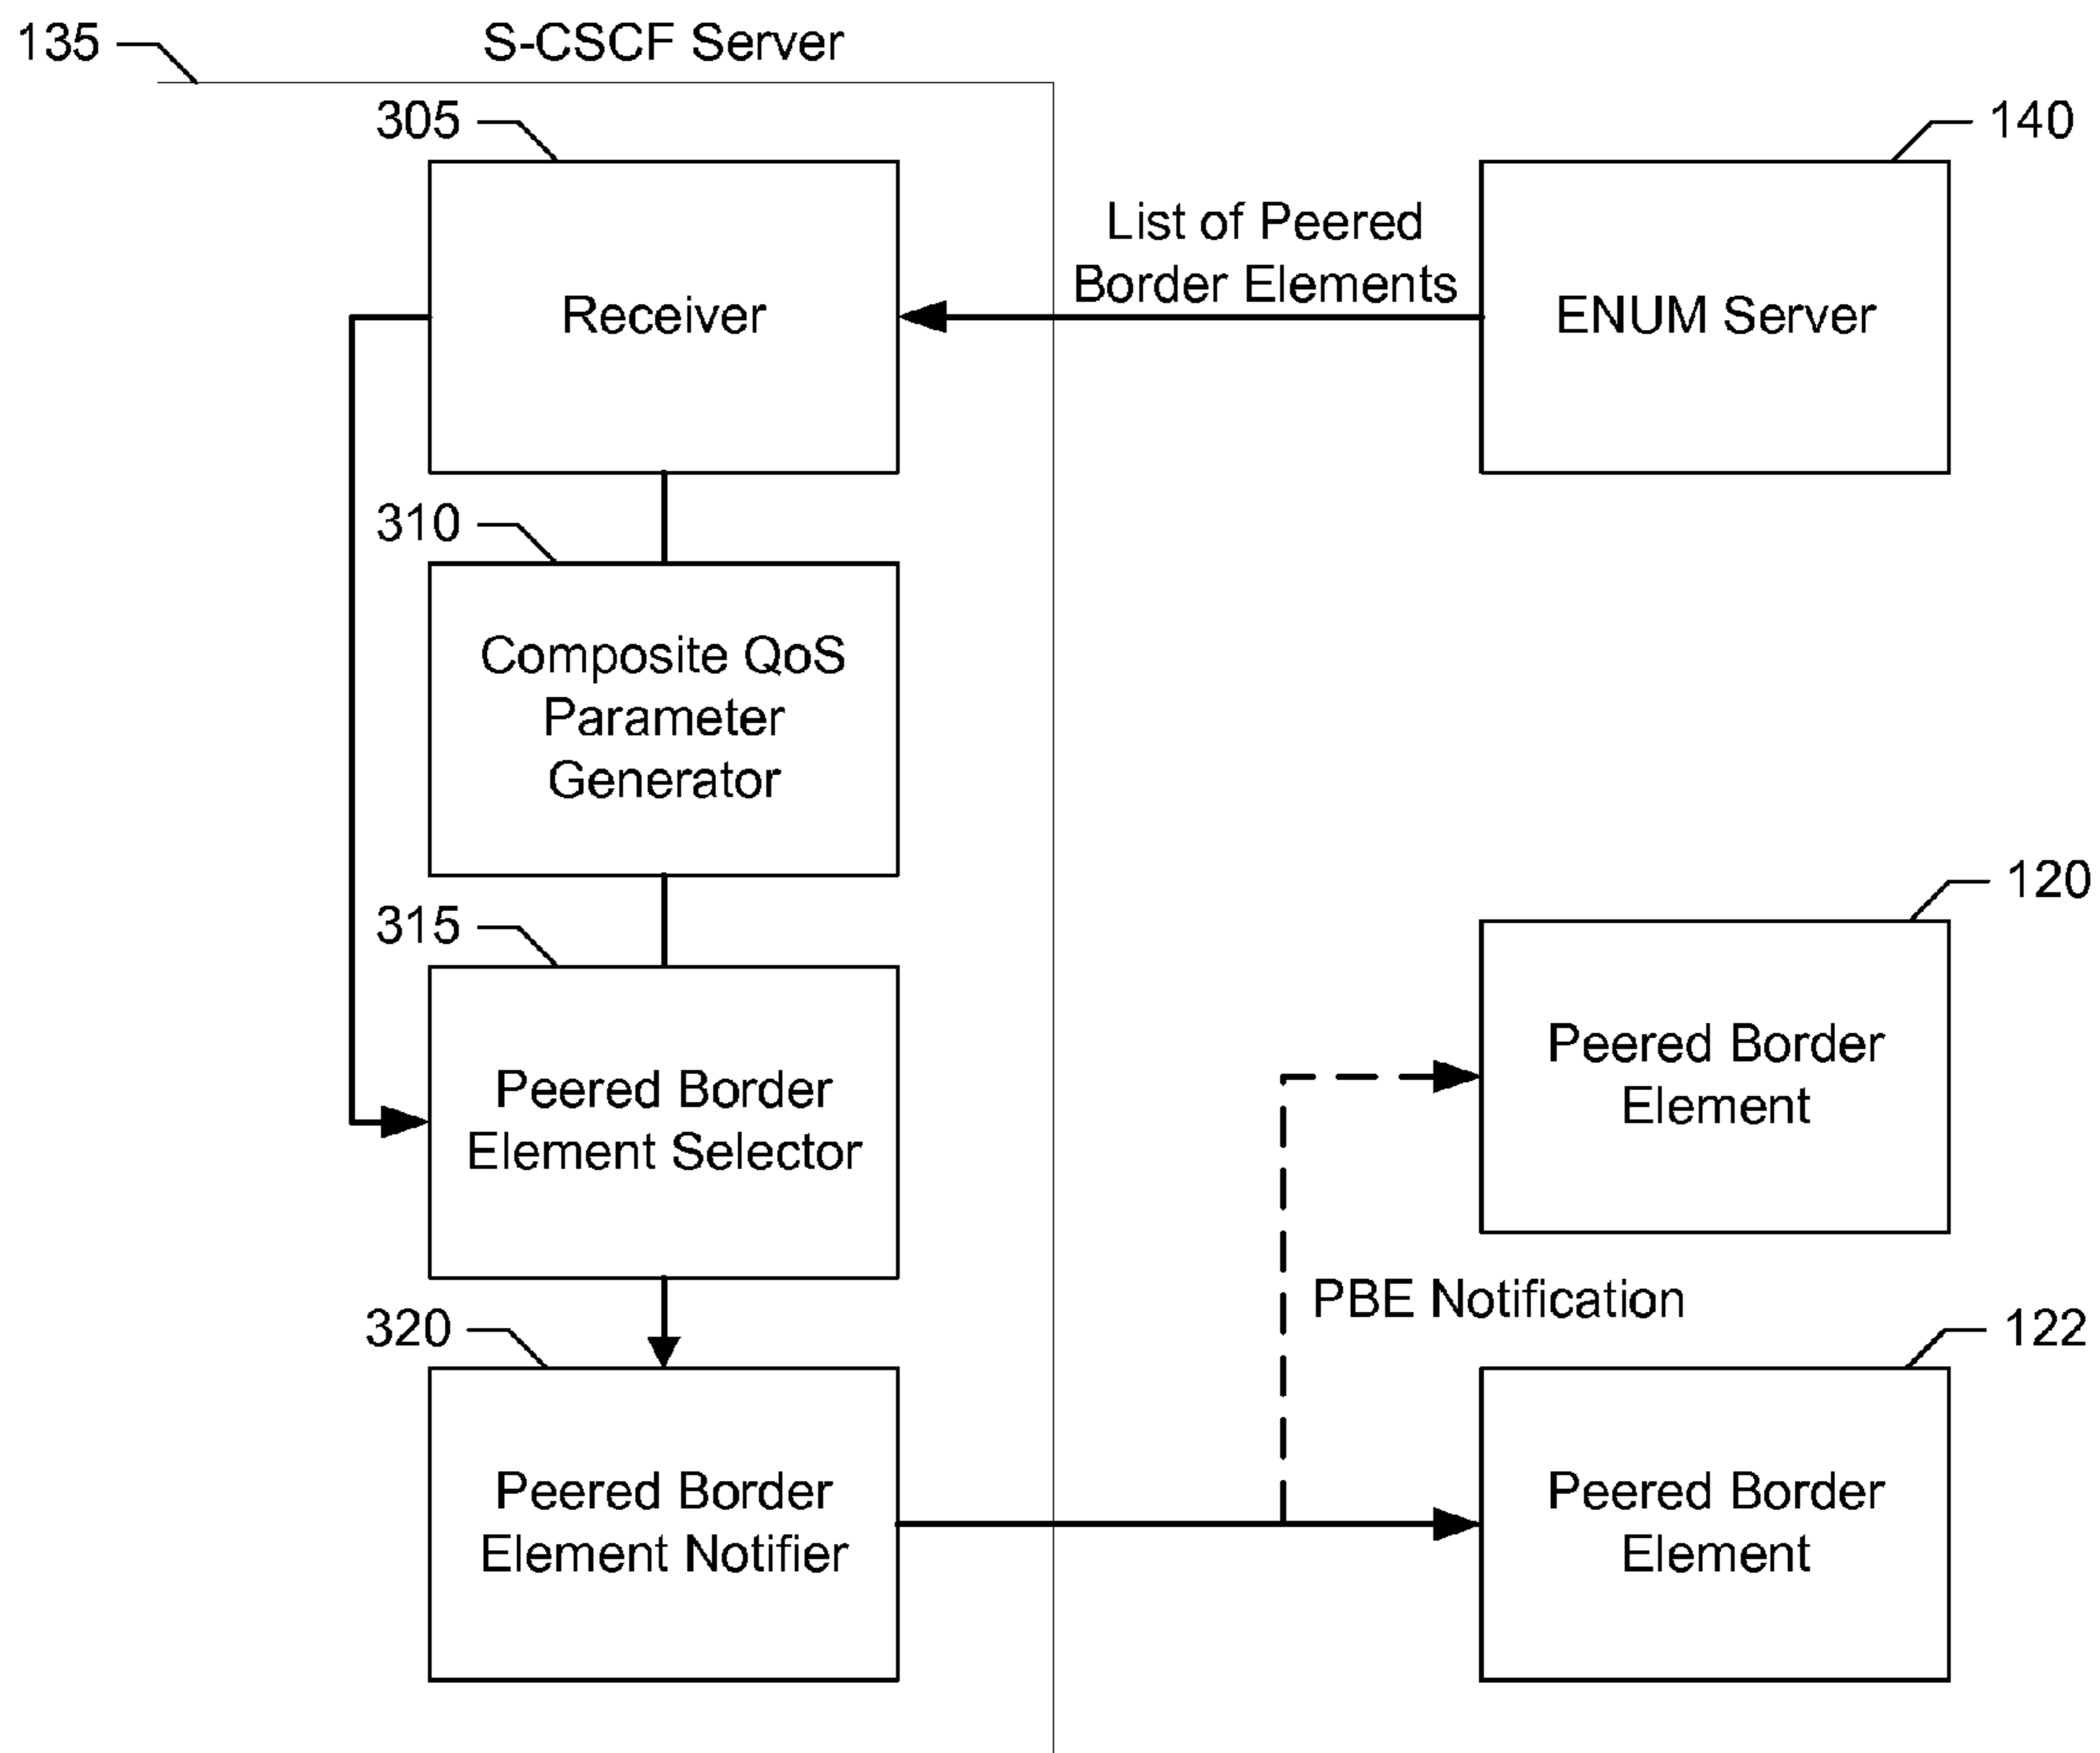 135
S-CSCF Server
305
140
Receiver
List of Peered
Border Elements
ENUM Server
310
Composite QoS
Parameter
Generator
315
120
Peered Border
Element Selector
Peered Border
Element
PBE Notification
320
122
Peered Border
Element Notifier
Peered Border
Element